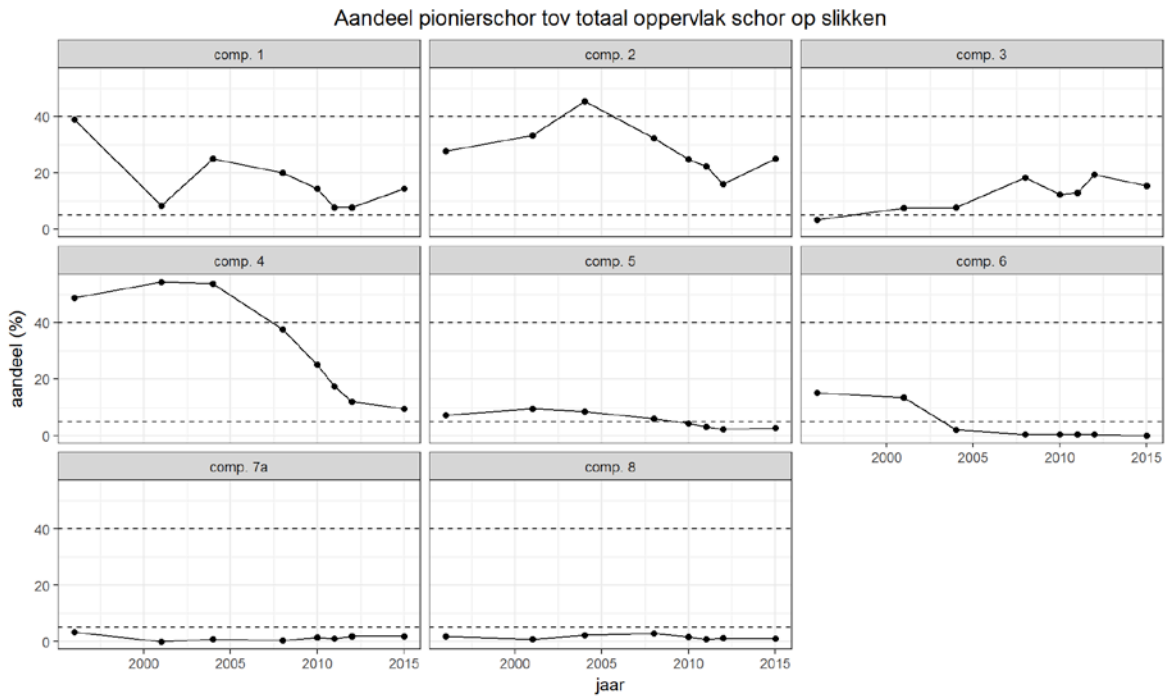 Aandeel pionierschor tov totaal oppervlak schor op slikken
comp. 1
comp. 2
comp. 3
40
20
0
comp. 4
comp. 5
comp. 6
40
20
0
aandeel (%)
2000 2005 2010 2015
comp. 7a
comp. 8
40
20
0
2000 2005 2010 2015
2000 2005 2010 2015
jaar